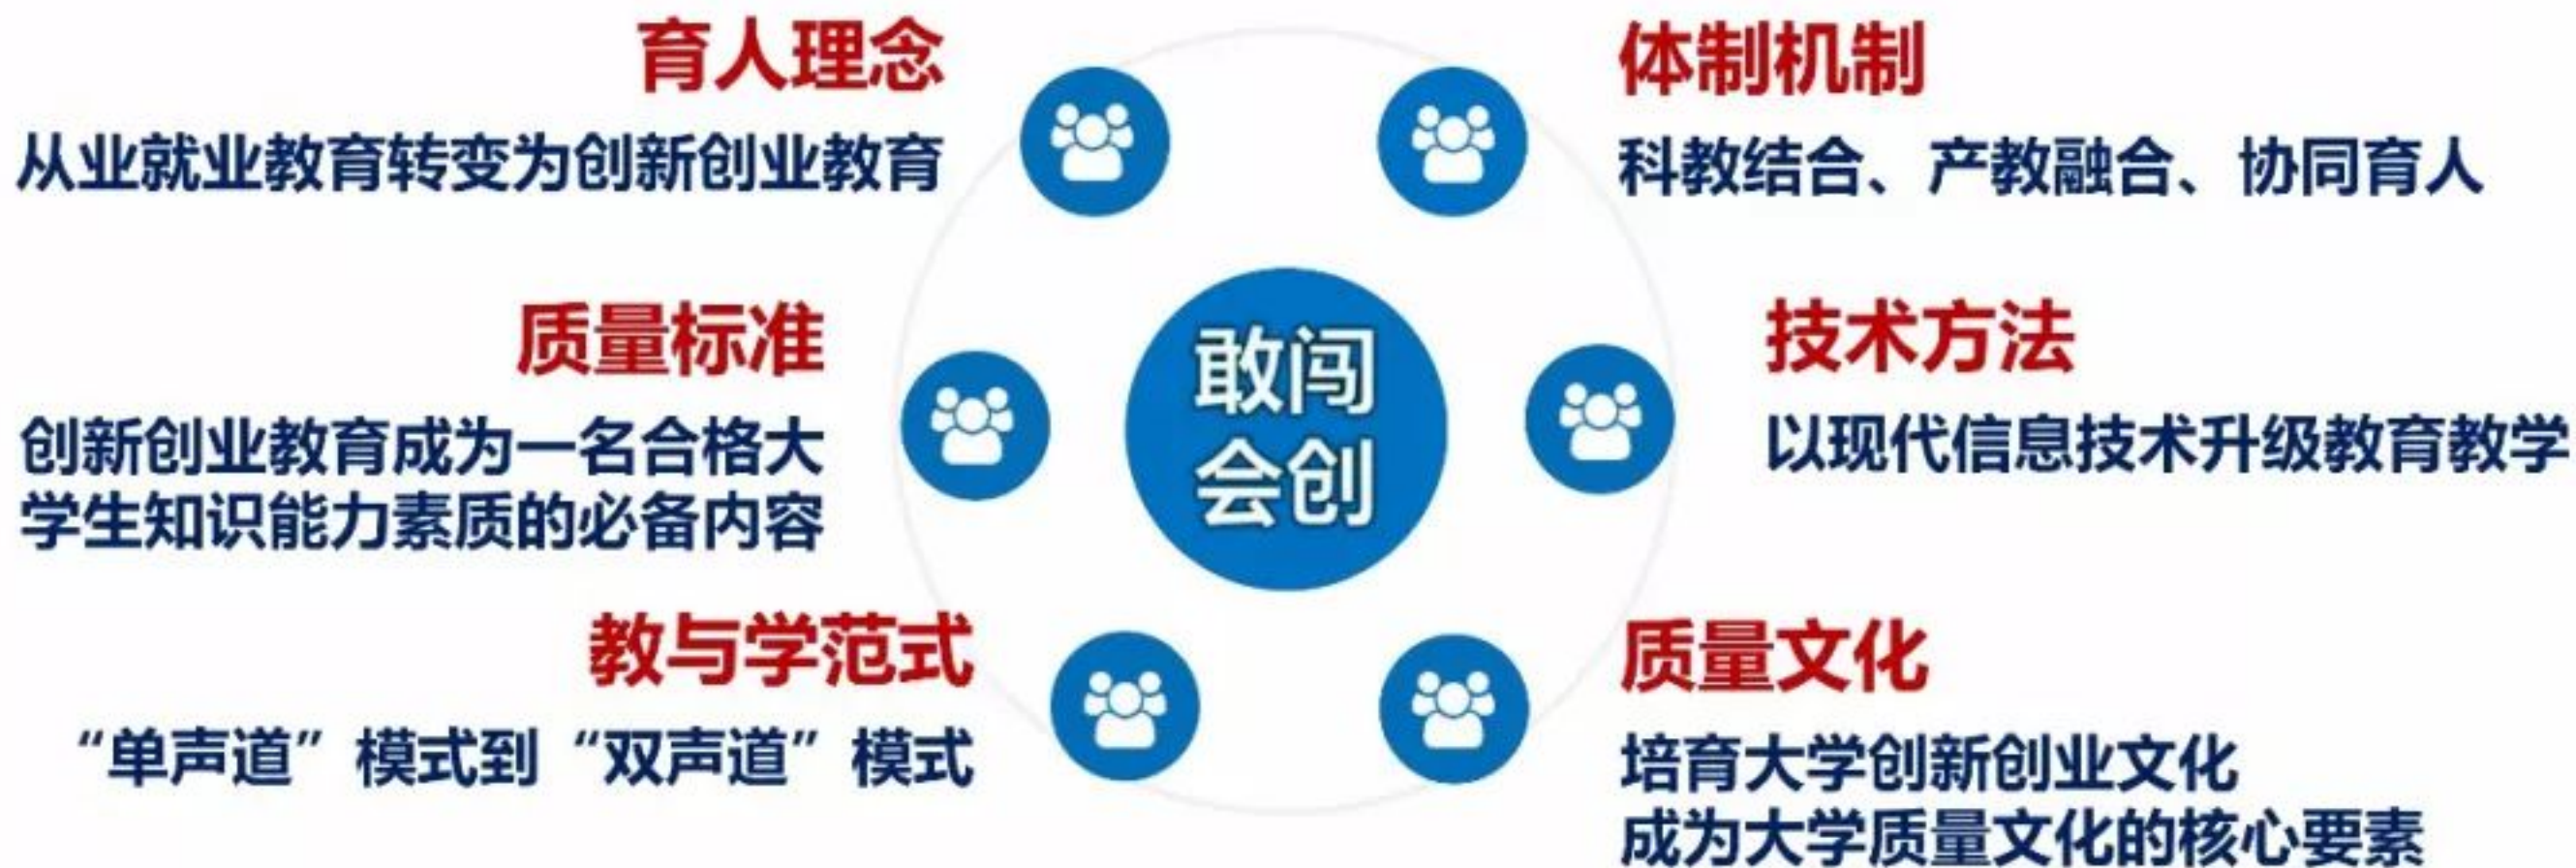 育人理念
从业就业教育转变为创新创业教育
质量标准
创新创业教育成为一名合格大
学生知识能力素质的必备内容
教与学范式
“单声道”模式到“双声道”模式
敢闯
会创
体制机制
科教结合、产教融合、协同育人
技术方法
以现代信息技术升级教育教学
质量文化
培育大学创新创业文化
成为大学质量文化的核心要素